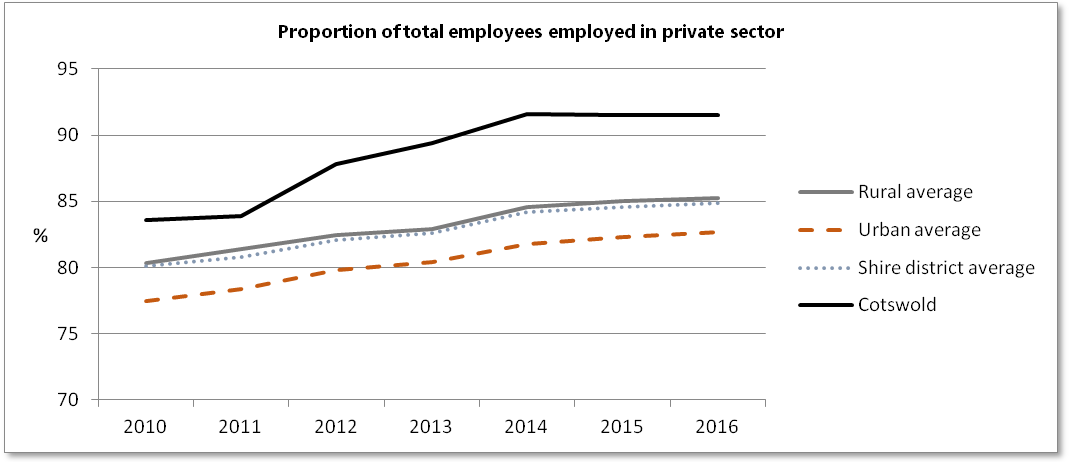 Proportion of total employees employed in private sector
95
90
85
80
75
70
%
2010 2011 2012 2013 2014 2015 2016
Rural average
Urban average
Shire district average
Cotswold